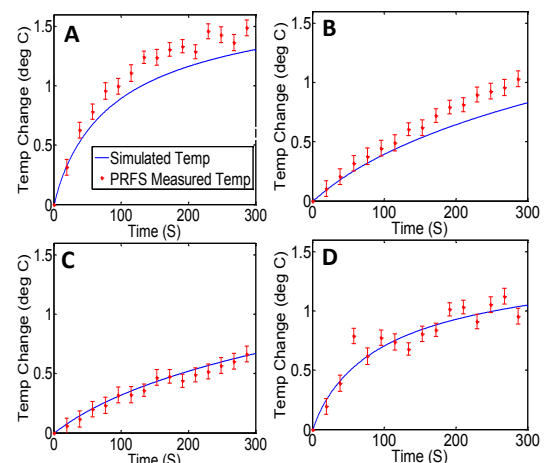 A
Temp Change (deg C)
1.5
1
0.5
0
0
100
200
300
Time (S)
Simulated Temp
PRFS Measured Temp
B
Temp Change (deg C)
1.5
1
0.5
0
0
100
200
300
Time (S)
C
Temp Change (deg C)
1.5
1
0.5
0
0
100
200
300
Time (S)
D
Temp Change (deg C)
1.5
1
0.5
0
0
100
200
300
Time (S)